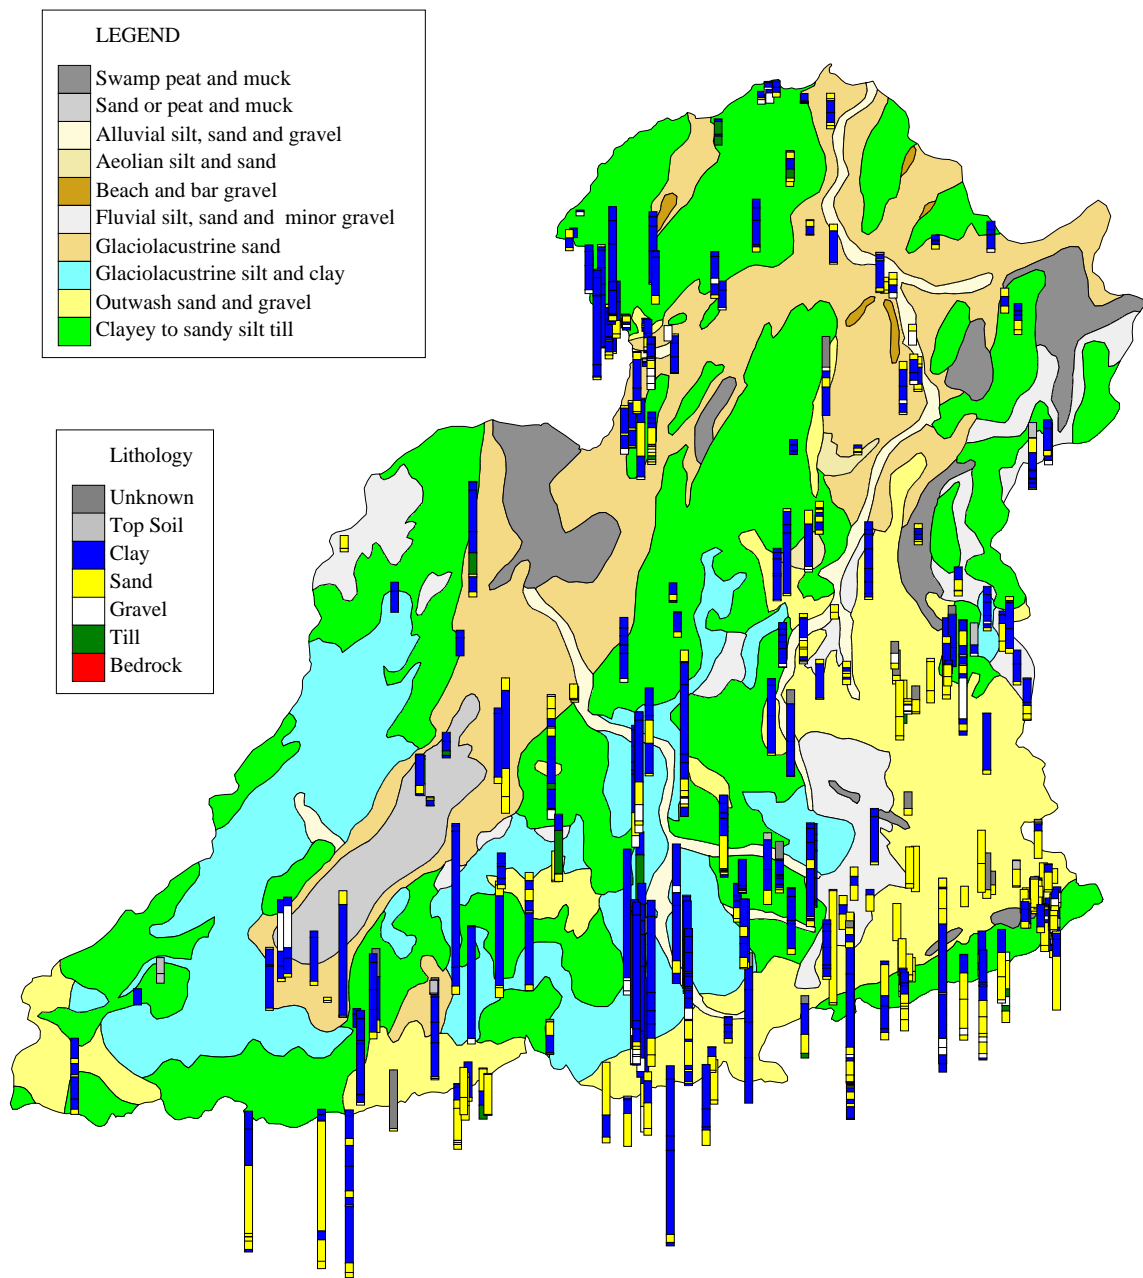 LEGEND
Swamp peat and muck
Sand or peat and muck
Alluvial silt, sand and gravel
Aeolian silt and sand
Beach and bar gravel
Fluvial silt, sand and  minor gravel
Glaciolacustrine sand
Glaciolacustrine silt and clay
Outwash sand and gravel
Clayey to sandy silt till
Lithology
Unknown
Top Soil
Clay
Sand
Gravel
Till
Bedrock